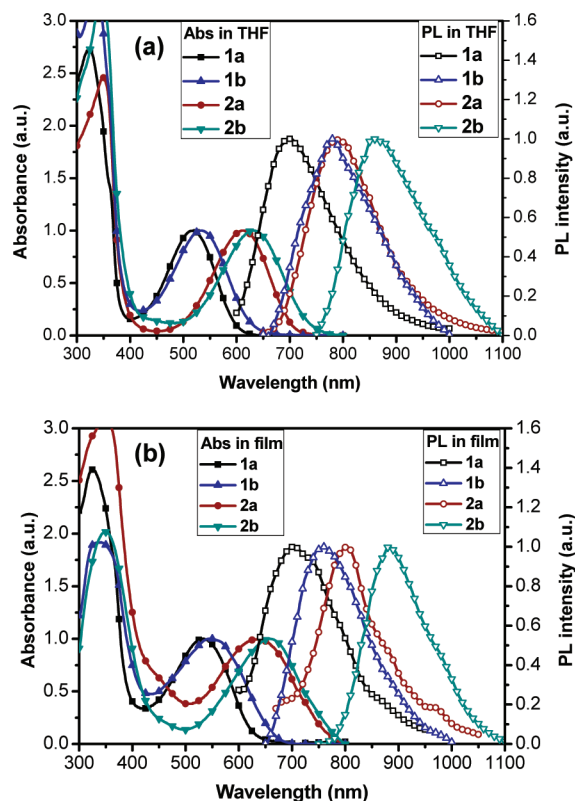 (a)
Abs in THF
1a
1b
2a
2b
PL in THF
1a
1b
2a
2b
Absorbance (a.u.)
3.0
2.5
2.0
1.5
1.0
0.5
0.0
PL intensity (a.u.)
1.6
1.4
1.2
1.0
0.8
0.6
0.4
0.2
0.0
300 400 500 600 700 800 900 1000 1100
Wavelength (nm)
(b)
Abs in film
1a
1b
2a
2b
PL in film
1a
1b
2a
2b
Absorbance (a.u.)
3.0
2.5
2.0
1.5
1.0
0.5
0.0
PL intensity (a.u.)
1.6
1.4
1.2
1.0
0.8
0.6
0.4
0.2
0.0
300 400 500 600 700 800 900 1000 1100
Wavelength (nm)